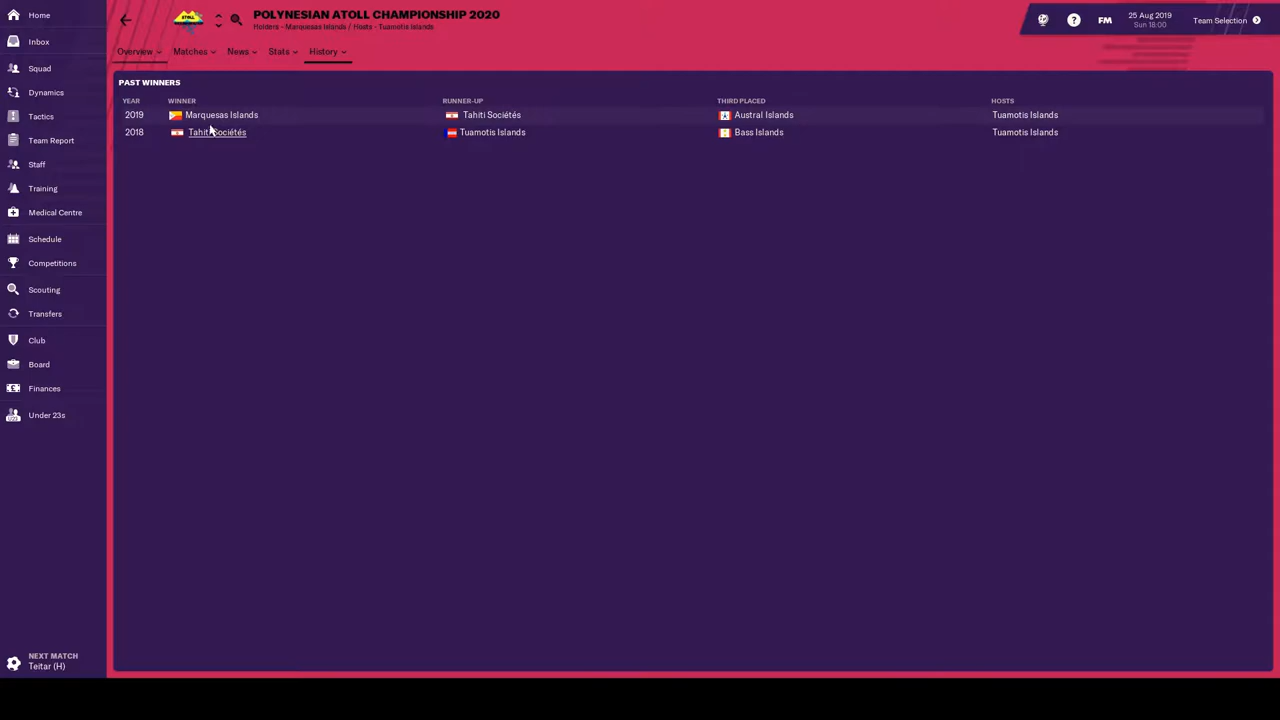 Home
Inbox
Squad
Dynamics
Tactics
Team Report
Staff
Training
Medical Centre
Schedule
Competitions
Scouting
Transfers
Club
Board
Finances
Under 23s
NEXT MATCH
Teitar (H)
POLYNESIAN ATOLL CHAMPIONSHIP 2020
Holders - Marquesas Islands / Hosts - Tuamotis Islands
FM
25 Aug 2019
Sun 18:00
Team Selection
Overview Matches News Stats History
PAST WINNERS
YEAR WINNER RUNNER-UP THIRD PLACED HOSTS
2019 Marquesas Islands Tahiti Sociétés Austral Islands Tuamotis Islands
2018 Tahiti Sociétés Tuamotis Islands Bass Islands Tuamotis Islands